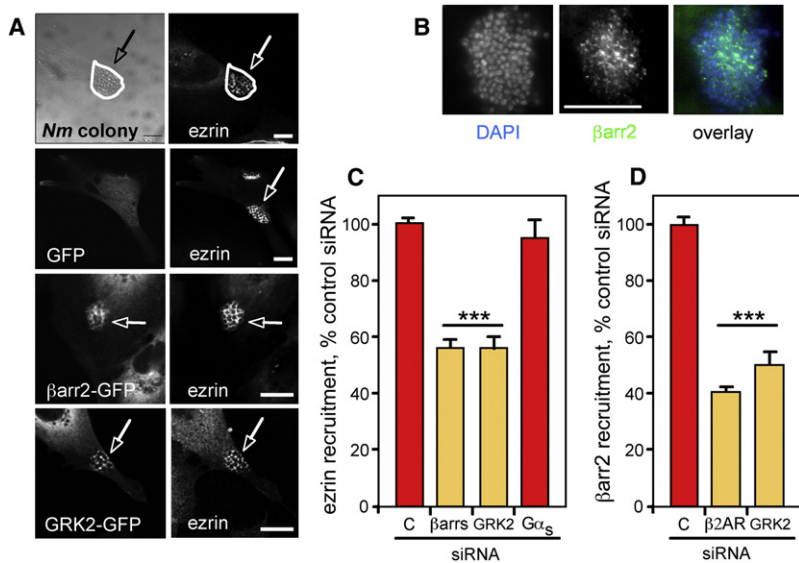 A
Nm colony
ezrin
GFP
ezrin
βarr2-GFP
ezrin
GRK2-GFP
ezrin
B
DAPI
βarr2
overlay
C
ezrin recruitment, % control siRNA
100
80
60
40
20
0
***
C
βarrs
GRK2
Gαs
siRNA
D
βarr2 recruitment, % control siRNA
100
80
60
40
20
0
***
C
β2AR
GRK2
siRNA